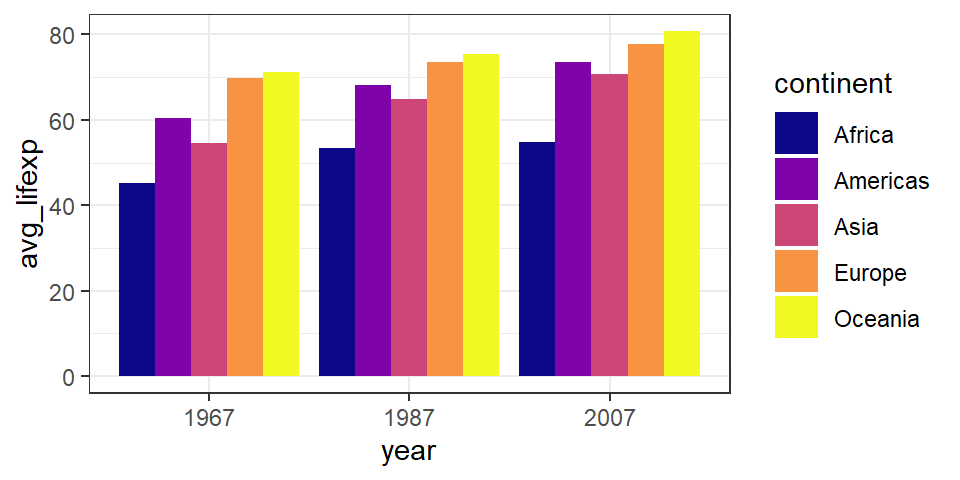 avg_lifexp
80
60
40
20
0
1967 1987 2007
year
continent
Africa
Americas
Asia
Europe
Oceania